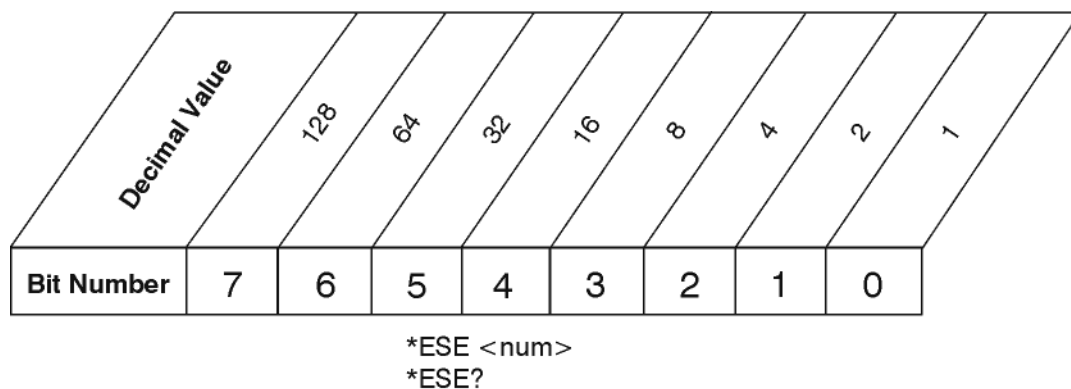 Decimal Value 128 64 32 16 8 4 2 1
Bit Number 7 6 5 4 3 2 1 0
*ESE <num>
*ESE?